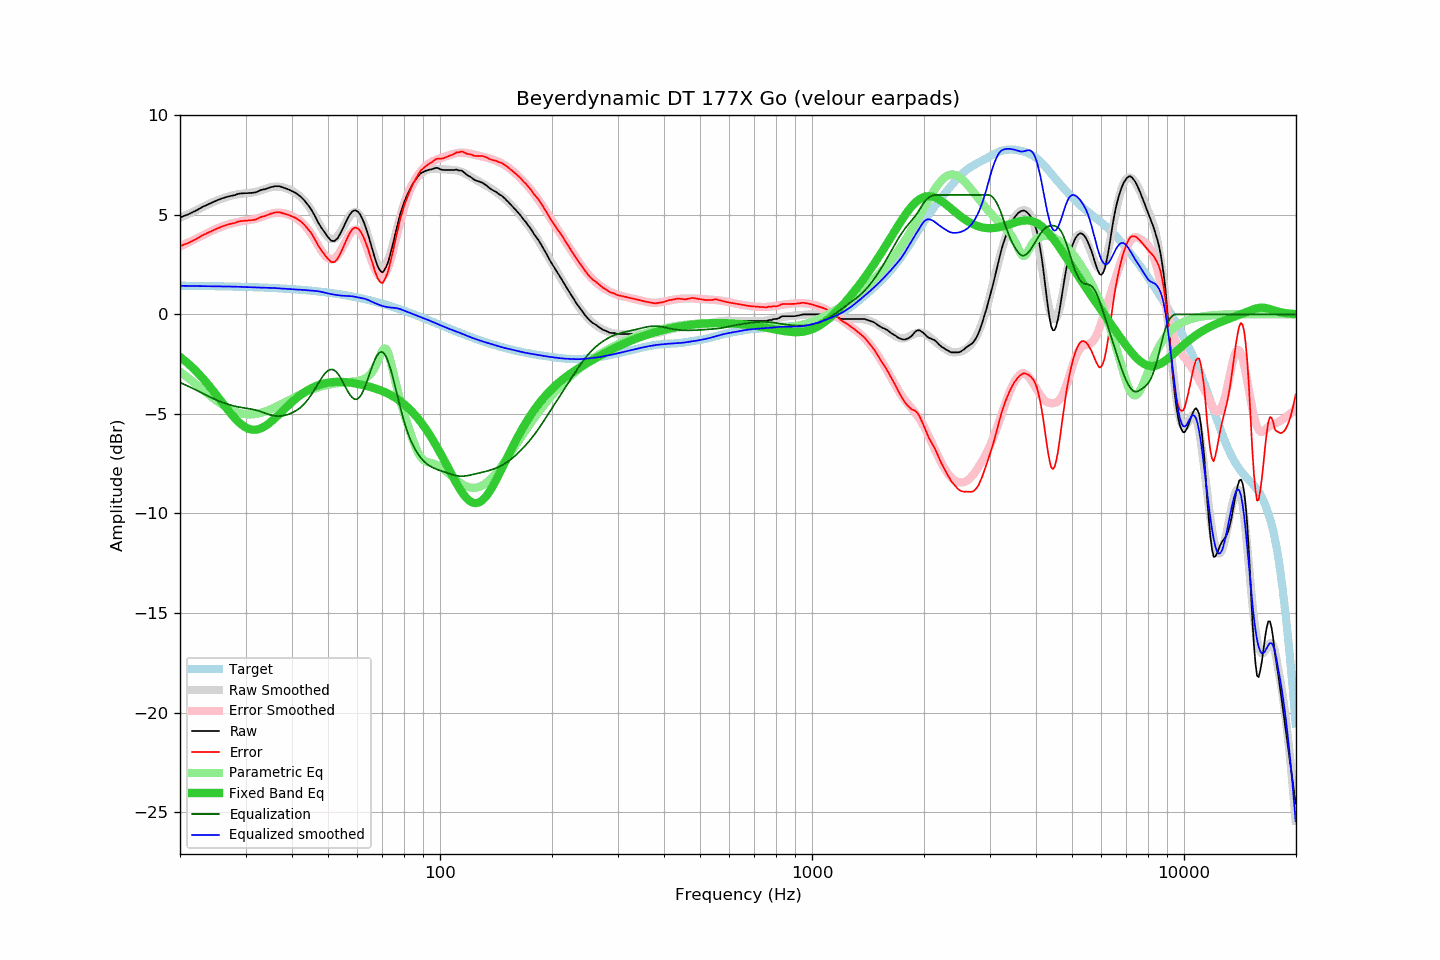 Beyerdynamic DT 177X Go (velour earpads)
10
5
0
−5
−10
−15
−20
−25
Amplitude (dBr)
Target
Raw Smoothed
Error Smoothed
Raw
Error
Parametric Eq
Fixed Band Eq
Equalization
Equalized smoothed
100 1000 10000
Frequency (Hz)